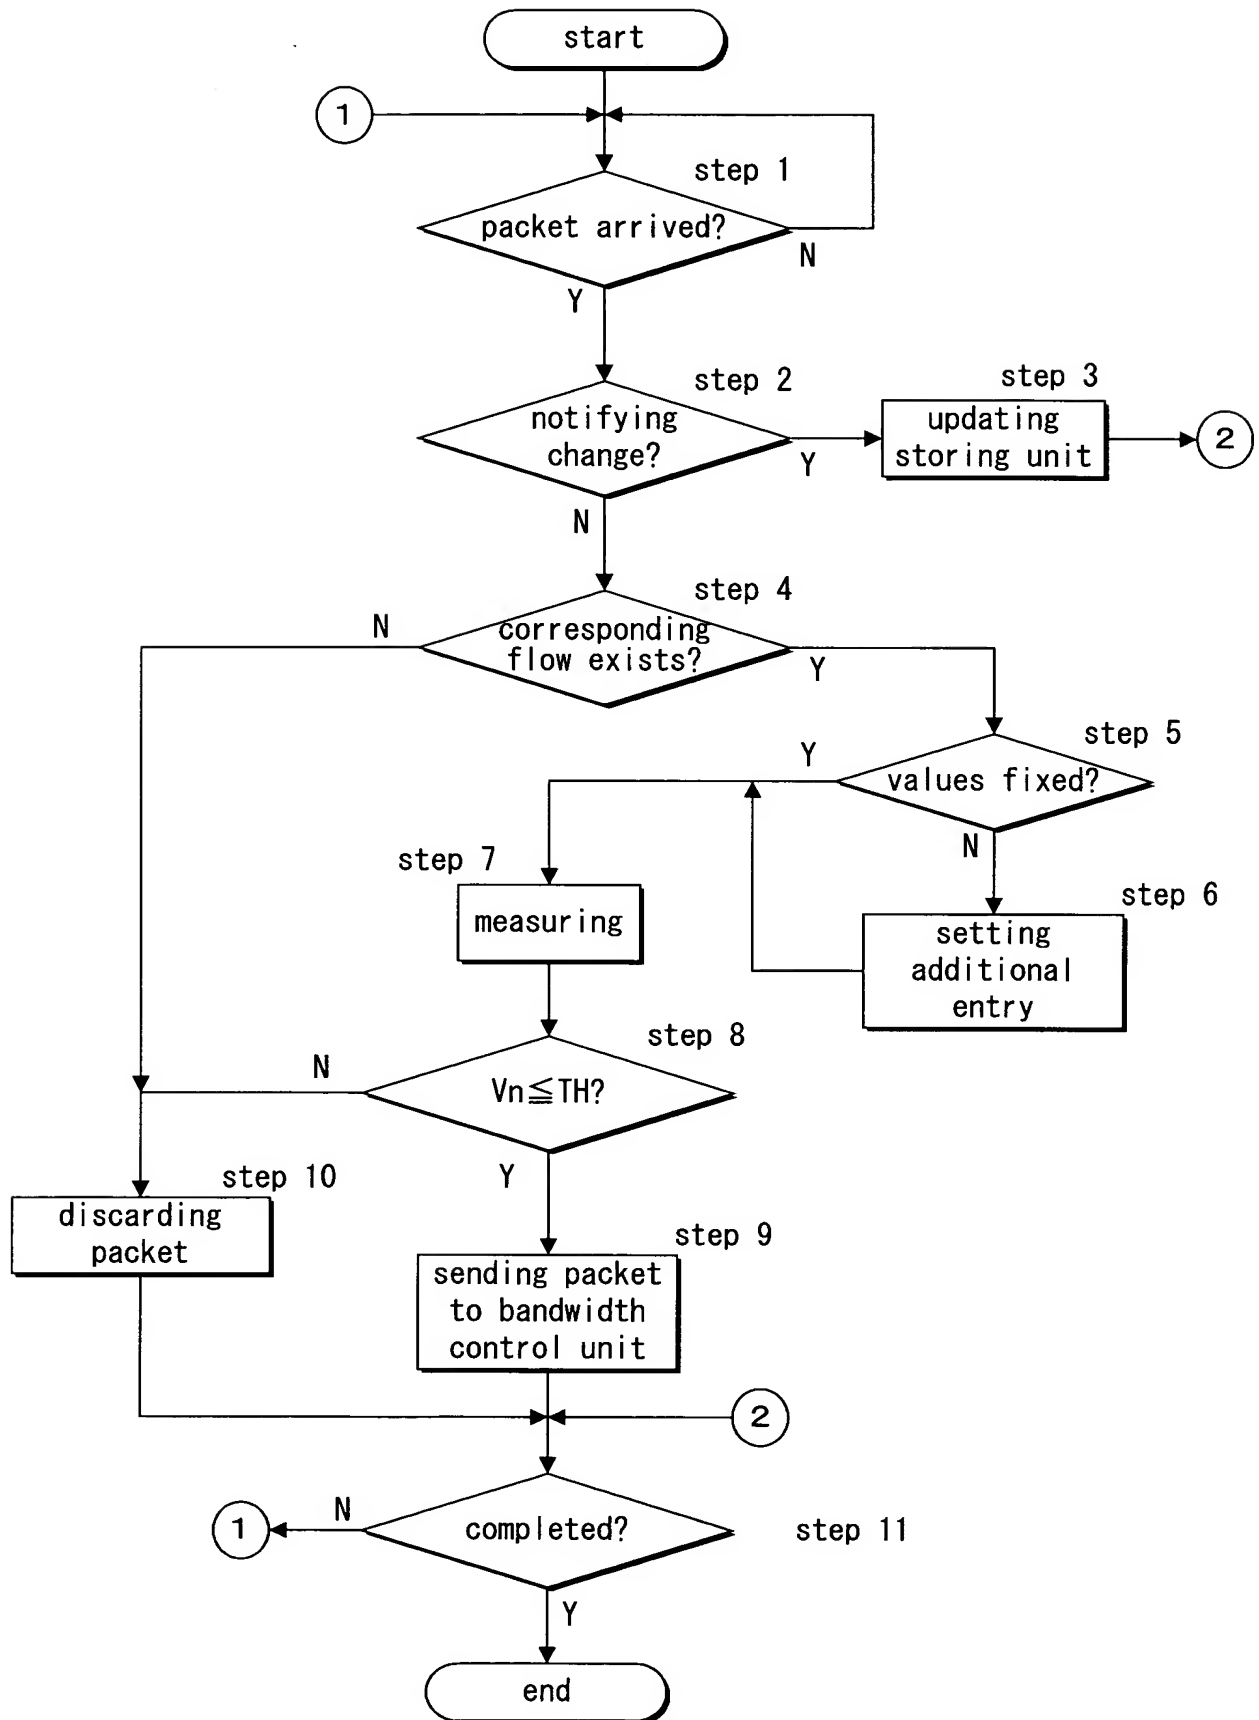 start
1
step 1
packet arrived?
N
Y
step 2
step 3
notifying
change?
updating
storing unit
2
Y
N
step 4
N
corresponding
flow exists?
Y
step 5
Y
values fixed?
N
step 7
measuring
step 6
setting
additional
entry
step 8
N
Vn≦TH?
Y
step 10
discarding
packet
step 9
sending packet
to bandwidth
control unit
2
N
1
completed?
step 11
Y
end